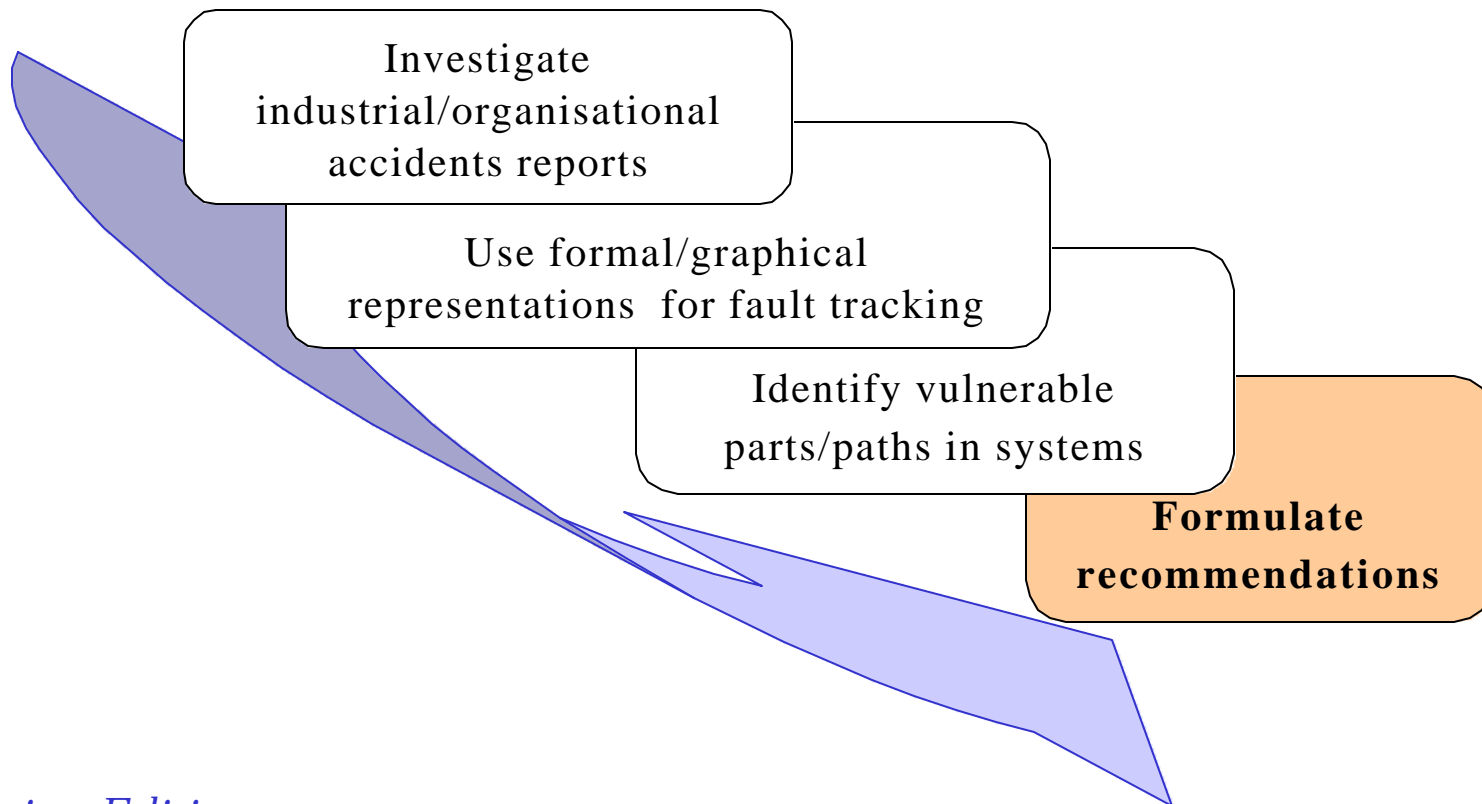 Investigate
industrial/organisational
accidents reports
Use formal/graphical
representations for fault tracking
Identify vulnerable
parts/paths in systems
Formulate
recommendations